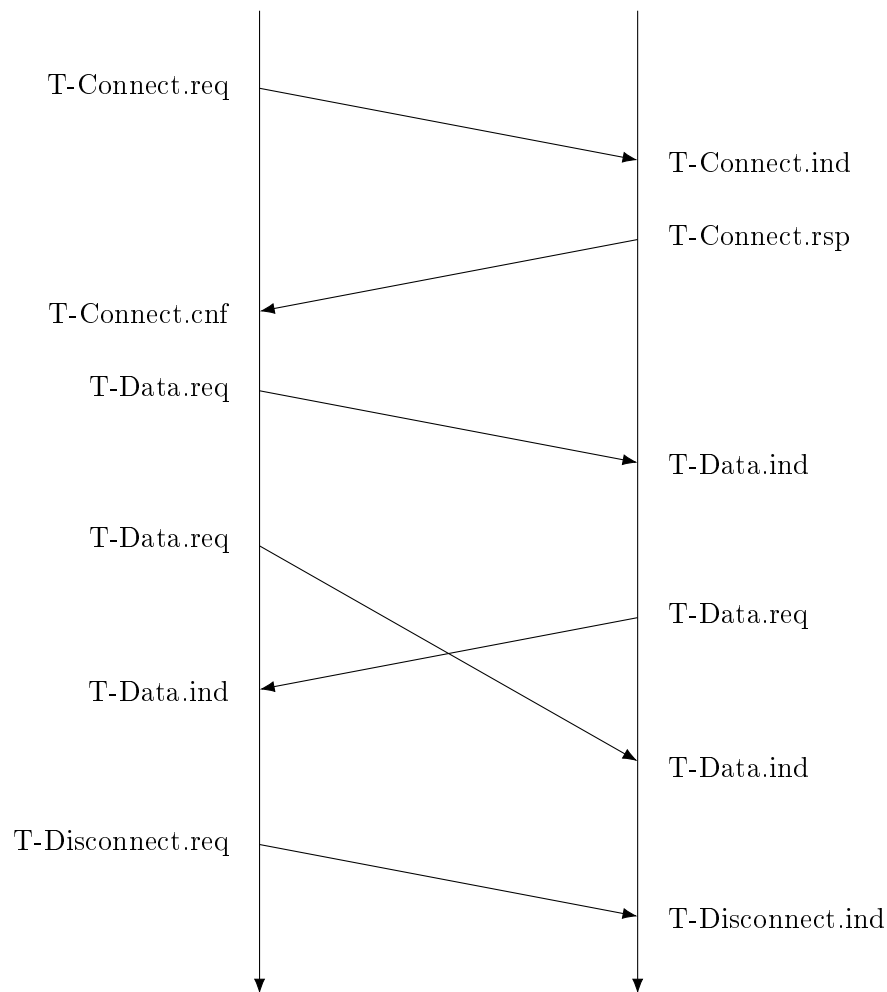 T-Connect.req
T-Connect.ind
T-Connect.rsp
T-Connect.cnf
T-Data.req
T-Data.ind
T-Data.req
T-Data.req
T-Data.ind
T-Data.ind
T-Disconnect.req
T-Disconnect.ind